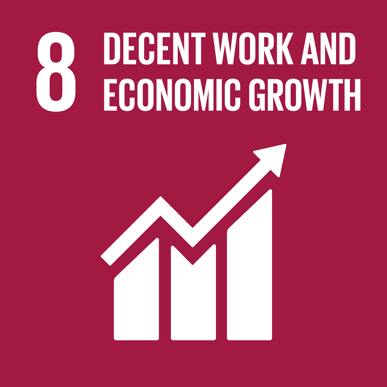 8 DECENT WORK AND
ECONOMIC GROWTH